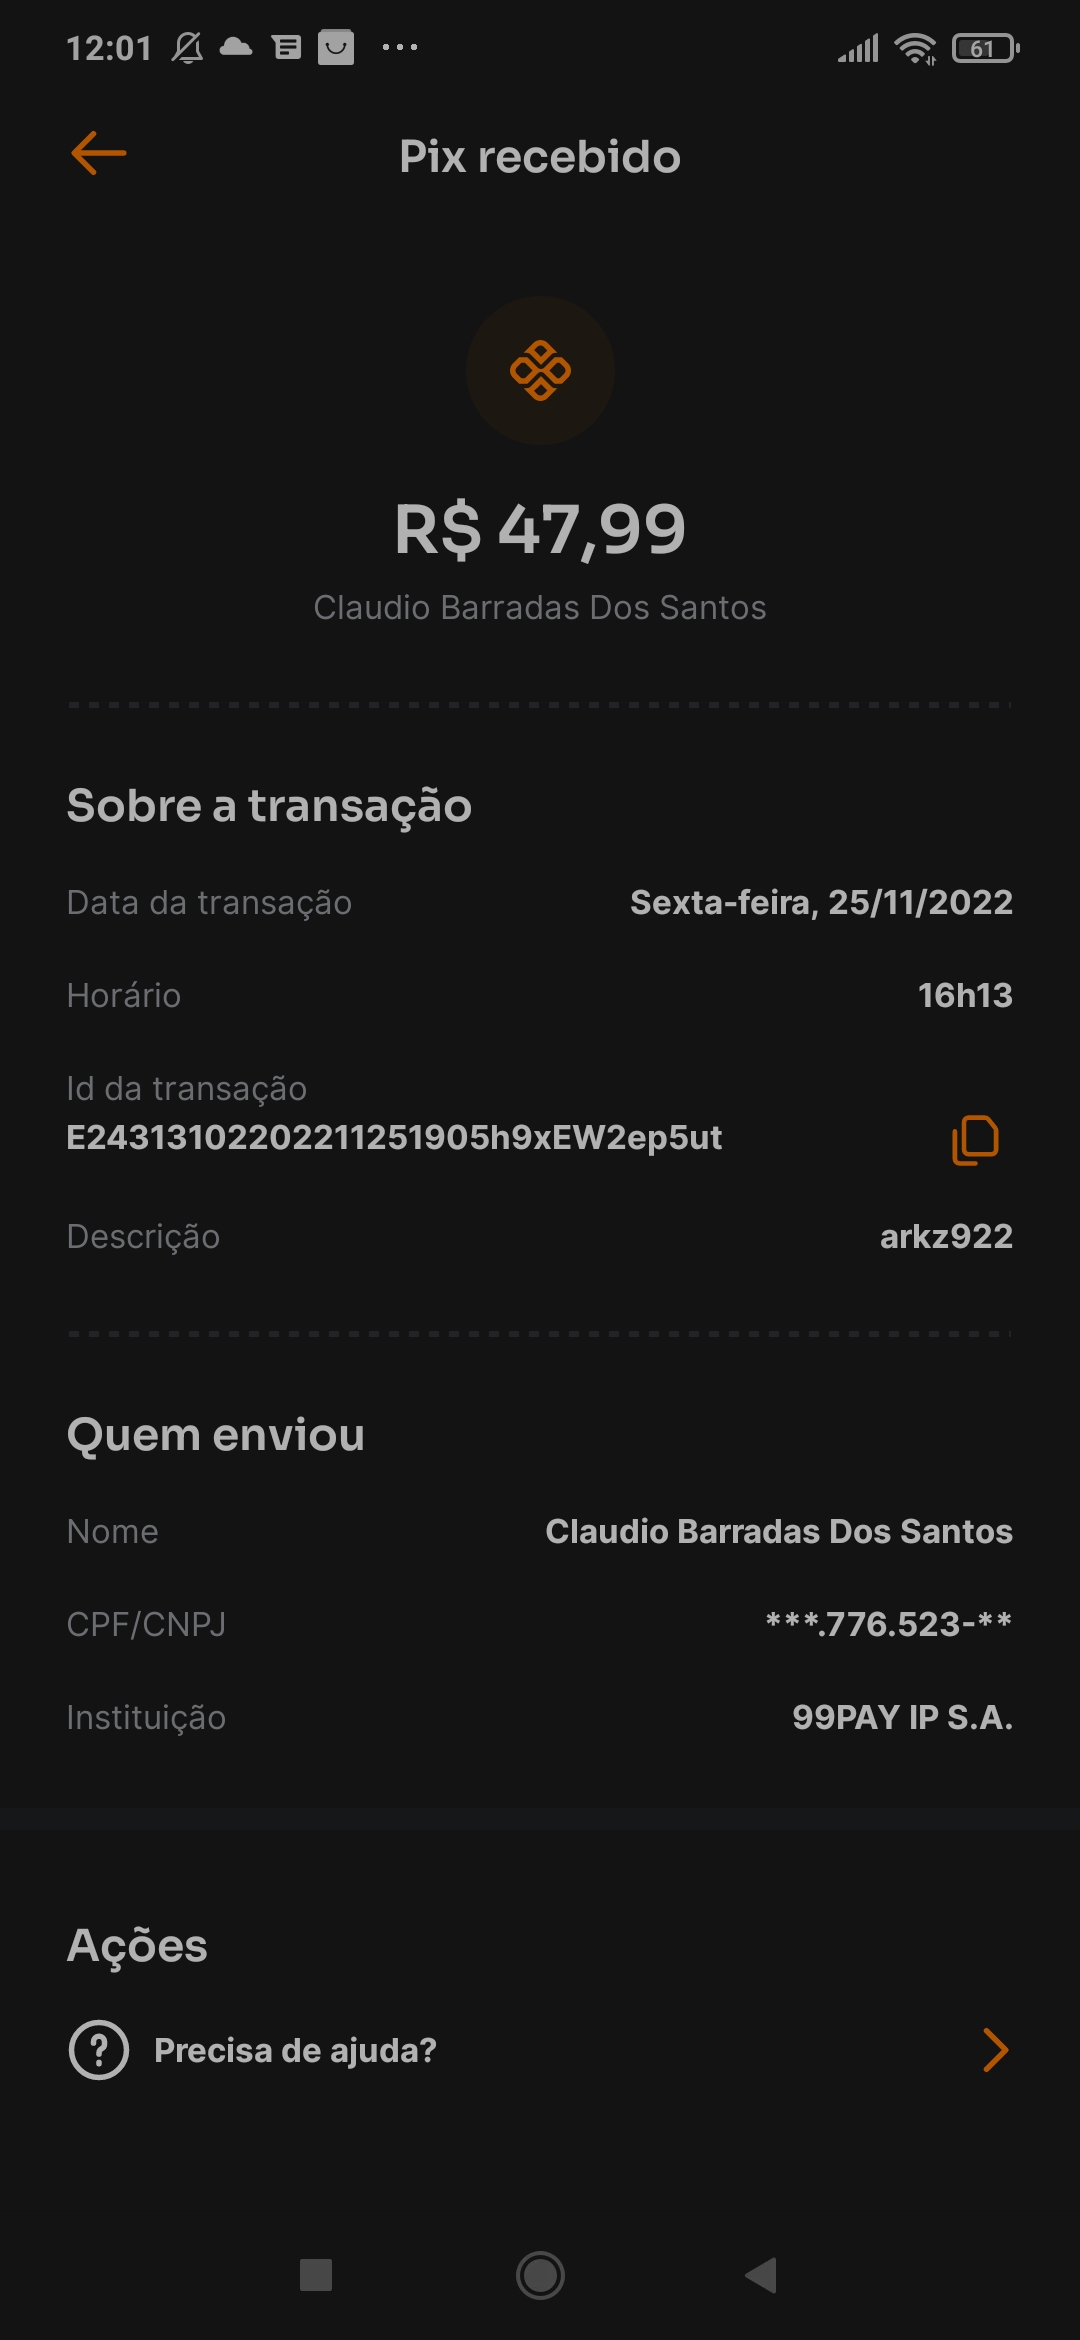 12:01
61
Pix recebido
R$ 47,99
Claudio Barradas Dos Santos
Sobre a transação
Data da transação Sexta-feira, 25/11/2022
Horário 16h13
Id da transação
E24313102202211251905h9xEW2ep5ut
Descrição arkz922
Quem enviou
Nome Claudio Barradas Dos Santos
CPF/CNPJ ***.776.523-**
Instituição 99PAY IP S.A.
Ações
Precisa de ajuda?